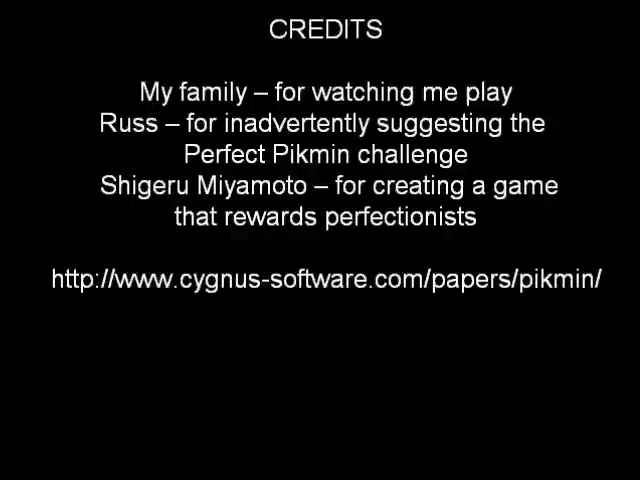 CREDITS
My family – for watching me play
Russ – for inadvertently suggesting the
Perfect Pikmin challenge
Shigeru Miyamoto – for creating a game
that rewards perfectionists
http://www.cygnus-software.com/papers/pikmin/